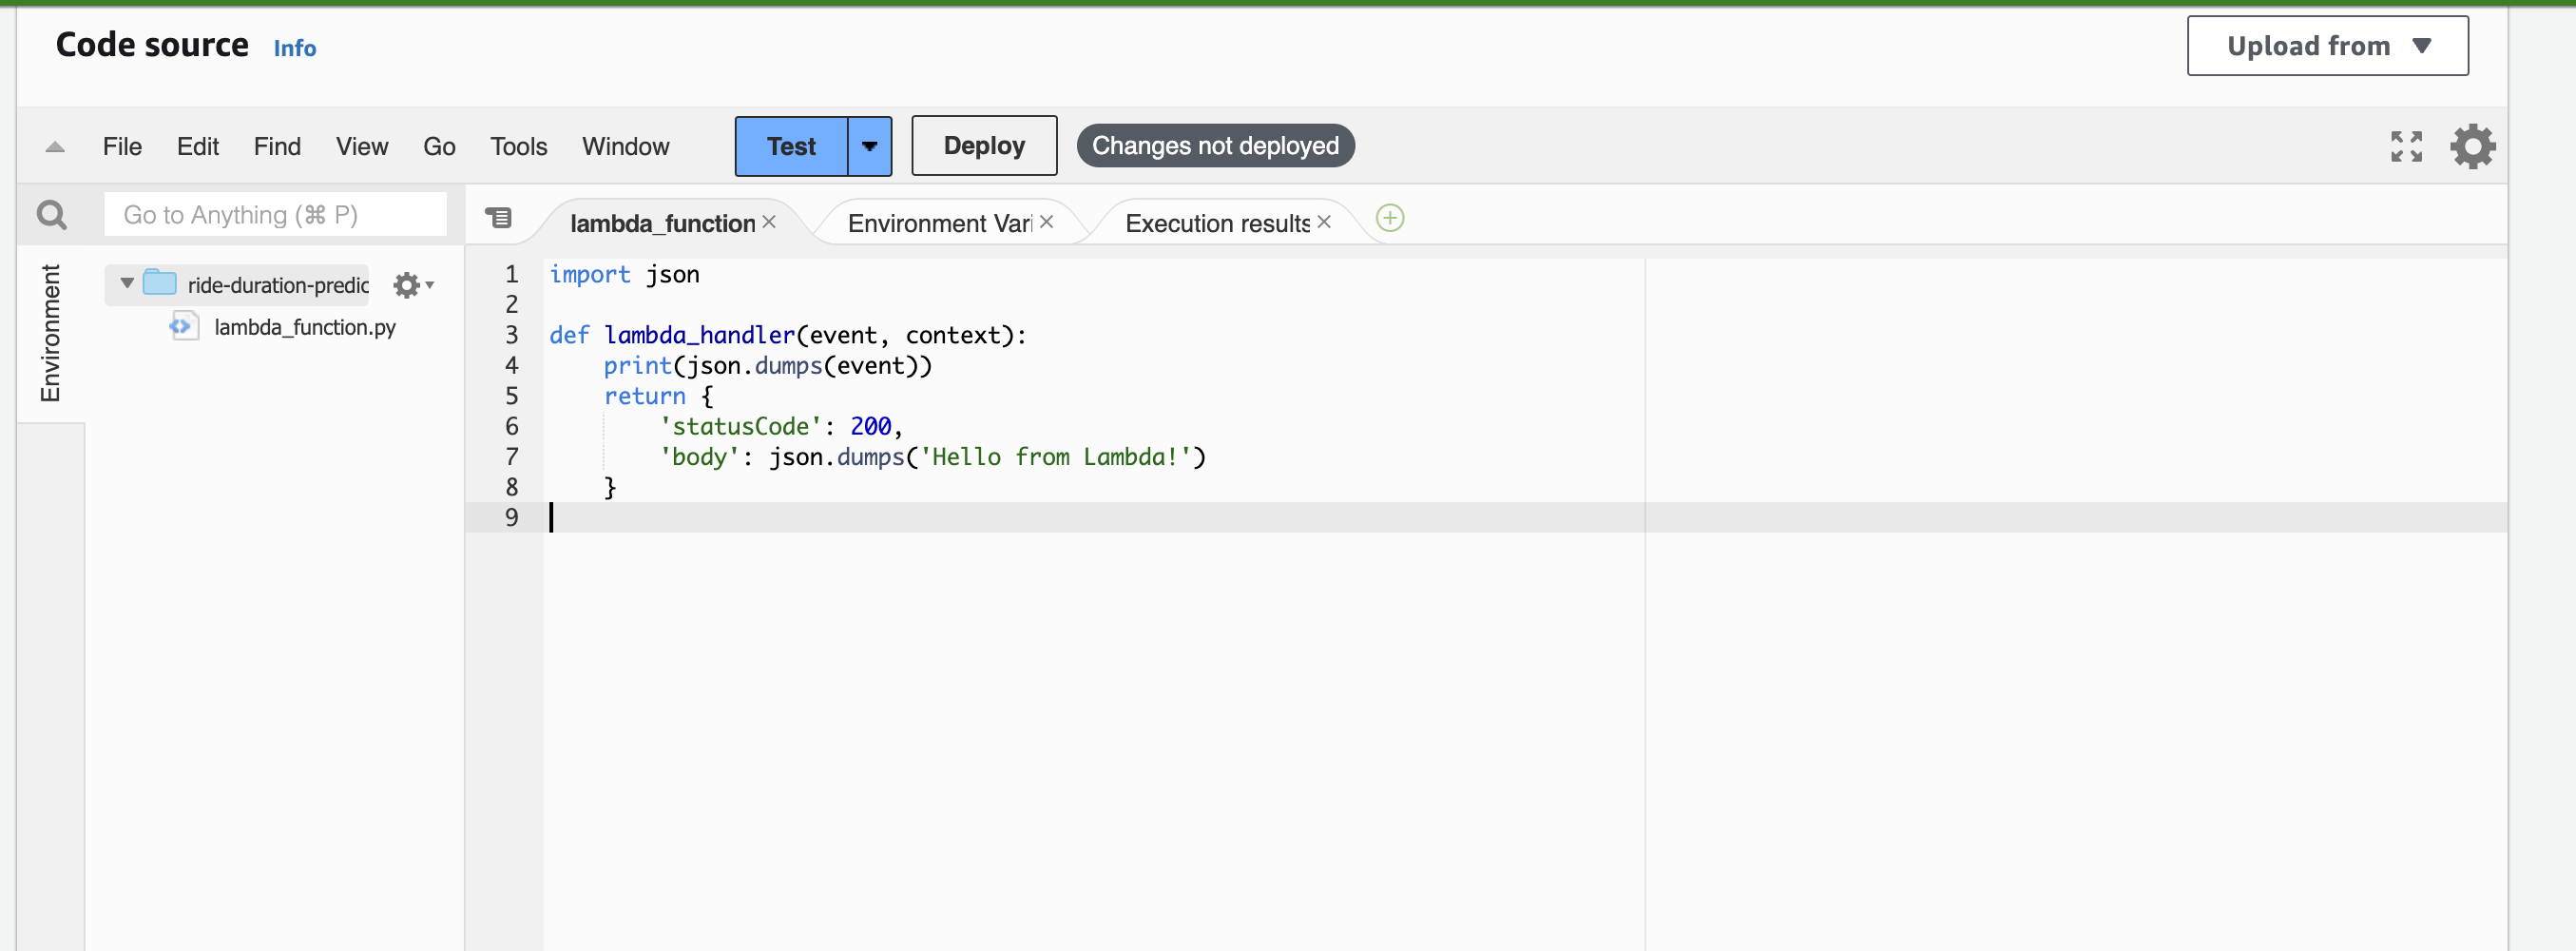 Code source Info
Upload from
File Edit Find View Go Tools Window Test Deploy Changes not deployed
Go to Anything (⌘ P)
lambda_function Environment Vari Execution results
Environment
ride-duration-predic
lambda_function.py
1 import json
2
3 def lambda_handler(event, context):
4     print(json.dumps(event))
5     return {
6         'statusCode': 200,
7         'body': json.dumps('Hello from Lambda!')
8     }
9